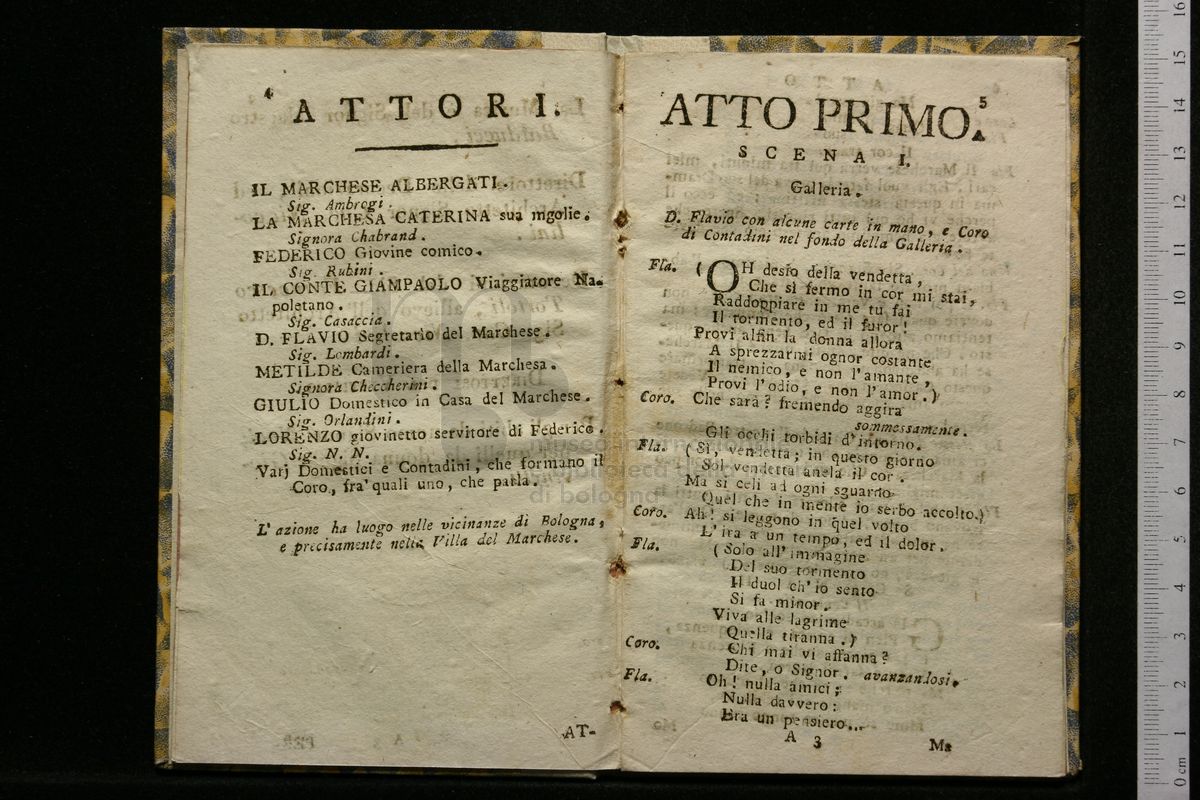 4
ATTORI.
IL MARCHESE ALBERGATI.
Sig. Ambrogi.
LA MARCHESA CATERINA sua mgolie.
Signora Chabrand.
FEDERICO Giovine comico.
Sig. Rubini.
IL CONTE GIAMPAOLO Viaggiatore Na-
poletano.
Sig. Casaccia.
D. FLAVIO Segretario del Marchese.
Sig. Lombardi.
METILDE Cameriera della Marchesa.
Signora Checcherini.
GIULIO Domestico in Casa del Marchese.
Sig. Orlandini.
LORENZO giovinetto servitore di Federico.
Sig. N. N.
Varj Domestici e Contadini, che formano il
Coro, fra' quali uno, che parla.
L'azione ha luogo nelle vicinanze di Bologna,
e precisamente nella Villa del Marchese.
AT-
5
ATTO PRIMO.
SCENA I.
Galleria.
D. Flavio con alcune carte in mano, e Coro
di Contadini nel fondo della Galleria.
Fla. (OH desio della vendetta,
Che sì fermo in cor mi stai,
Raddoppiare in me tu fai
Il tormento, ed il furor!
Provi alfin la donna allora
A sprezzarmi ognor costante
Il nemico, e non l'amante,
Provi l'odio, e non l'amor.)
Coro. Che sarà? fremendo aggira
sommessamente.
Gli occhi torbidi d'intorno.
Fla. (Sì, vendetta; in questo giorno
Sol vendetta anela il cor.
Ma si celi ad ogni sguardo
Quel che in mente io serbo accolto.)
Coro. Ah! si leggono in quel volto
L'ira a un tempo, ed il dolor.
Fla. (Solo all'immagine
Del suo tormento
Il duol ch'io sento
Si fa minor.
Viva alle lagrime
Quella tiranna.)
Coro. Chi mai vi affanna?
Dite, o Signor. avanzandosi.
Fla. Oh! nulla amici;
Nulla davvero:
Era un pensiero...
A 3
Ma
museo internazionale
e biblioteca della musica
di bologna